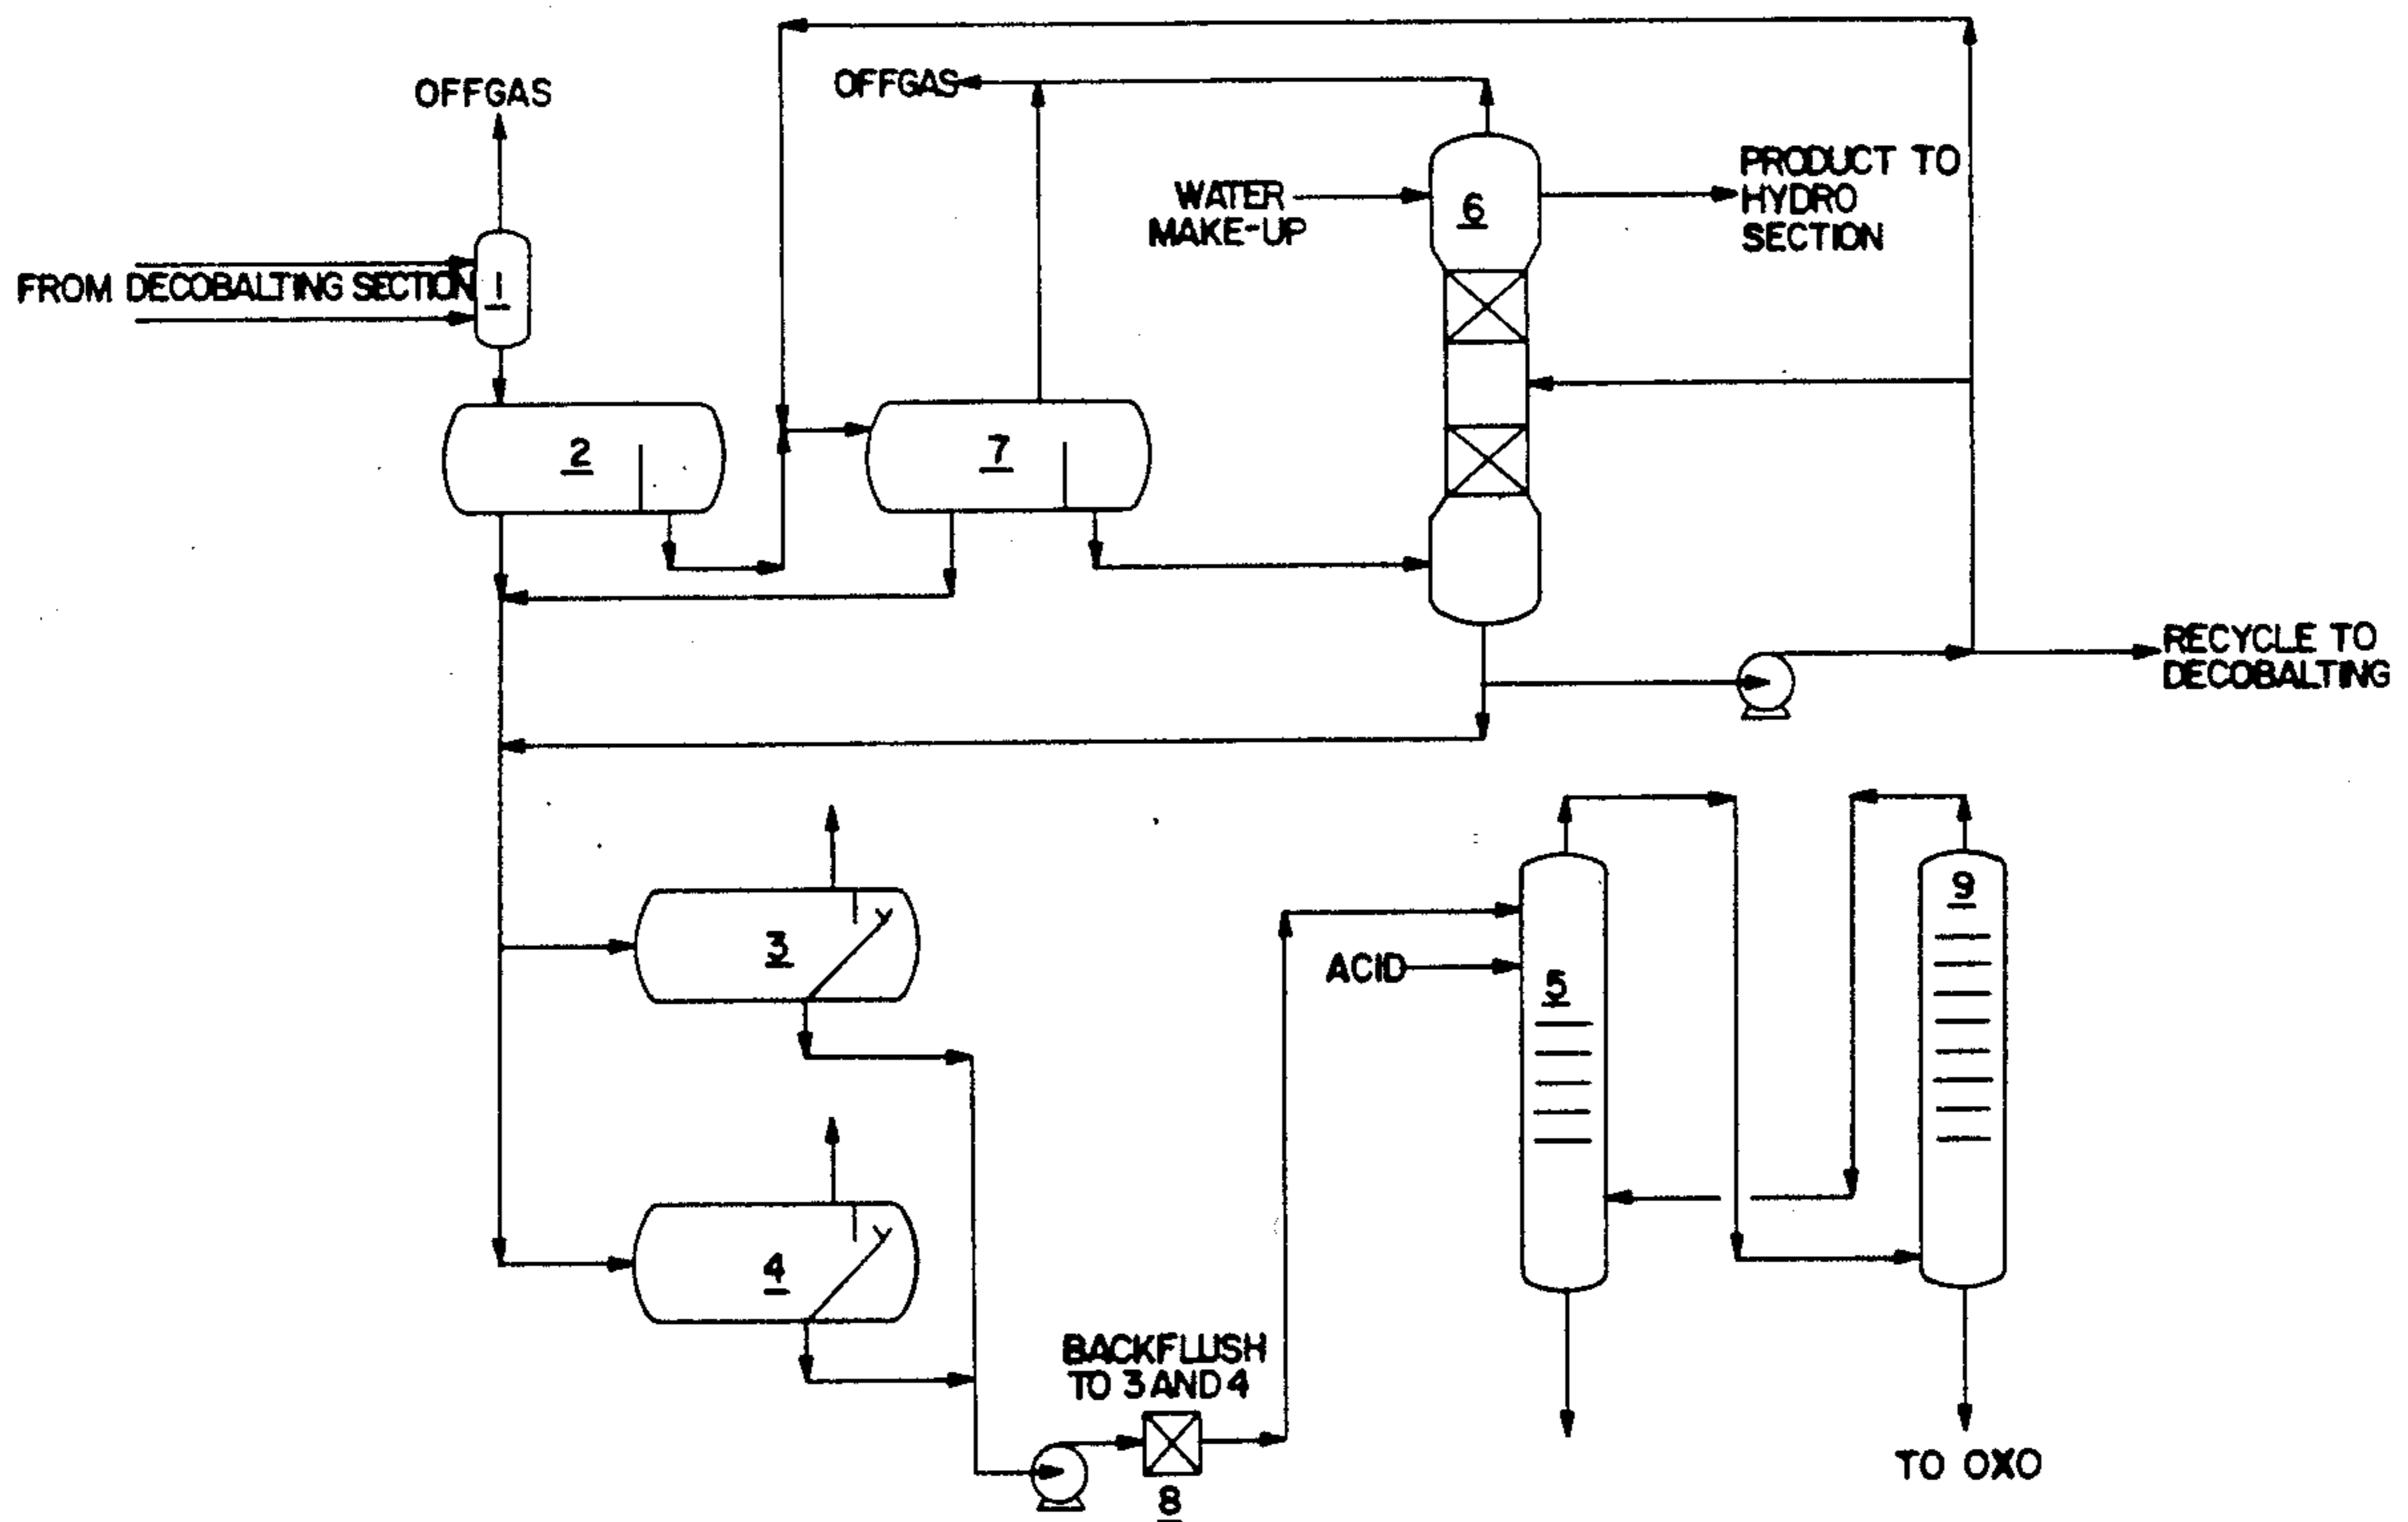 OFFGAS
OFFGAS
WATER
MAKE-UP
6
PRODUCT TO
HYDRO
SECTION
FROM DECOBALTING SECTION
1
2
7
RECYCLE TO
DECOBALTING
3
9
ACID
5
4
BACKFLUSH
TO 3 AND 4
8
TO OXO